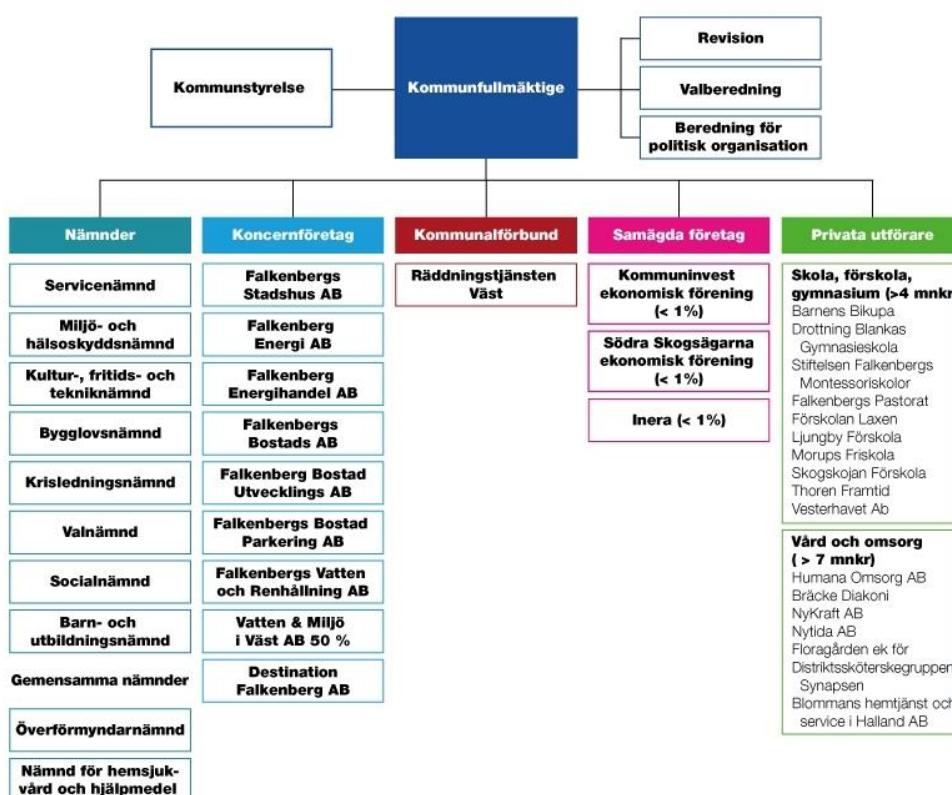 Kommunstyrelse
Kommunfullmäktige
Revision
Valberedning
Beredning för
politisk organisation
Nämnder
Servicenämnd
Miljö- och
hälsoskyddsnämnd
Kultur-, fritids- och
tekniknämnd
Bygglovsnämnd
Krisledningsnämnd
Valnämnd
Socialnämnd
Barn- och
utbildningsnämnd
Gemensamma nämnder
Överförmyndarnämnd
Nämnd för hemsjuk-
vård och hjälpmedel
Koncernföretag
Falkenbergs
Stadshus AB
Falkenberg
Energi AB
Falkenberg
Energihandel AB
Falkenbergs
Bostads AB
Falkenberg Bostad
Utvecklings AB
Falkenbergs Bostad
Parkering AB
Falkenbergs Vatten
och Renhållning AB
Vatten & Miljö
i Väst AB 50 %
Destination
Falkenberg AB
Kommunalförbund
Räddningstjänsten
Väst
Samägda företag
Kommuninvest
ekonomisk förening
(< 1%)
Södra Skogsägarna
ekonomisk förening
(< 1%)
Inera (< 1%)
Privata utförare
Skola, förskola,
gymnasium (>4 mnkr
Barnens Bikupa
Drottning Blankas
Gymnasieskola
Stiftelsen Falkenbergs
Montessoriskolor
Falkenbergs Pastorat
Förskolan Laxen
Ljungby Förskola
Morups Friskola
Skogskojan Förskola
Thoren Framtid
Vesterhavet Ab
Vård och omsorg
( > 7 mnkr)
Humana Omsorg AB
Bräcke Diakoni
NyKraft AB
Nytida AB
Floragården ek för
Distriktssköterskegruppen
Synapsen
Blommans hemtjänst och
service i Halland AB